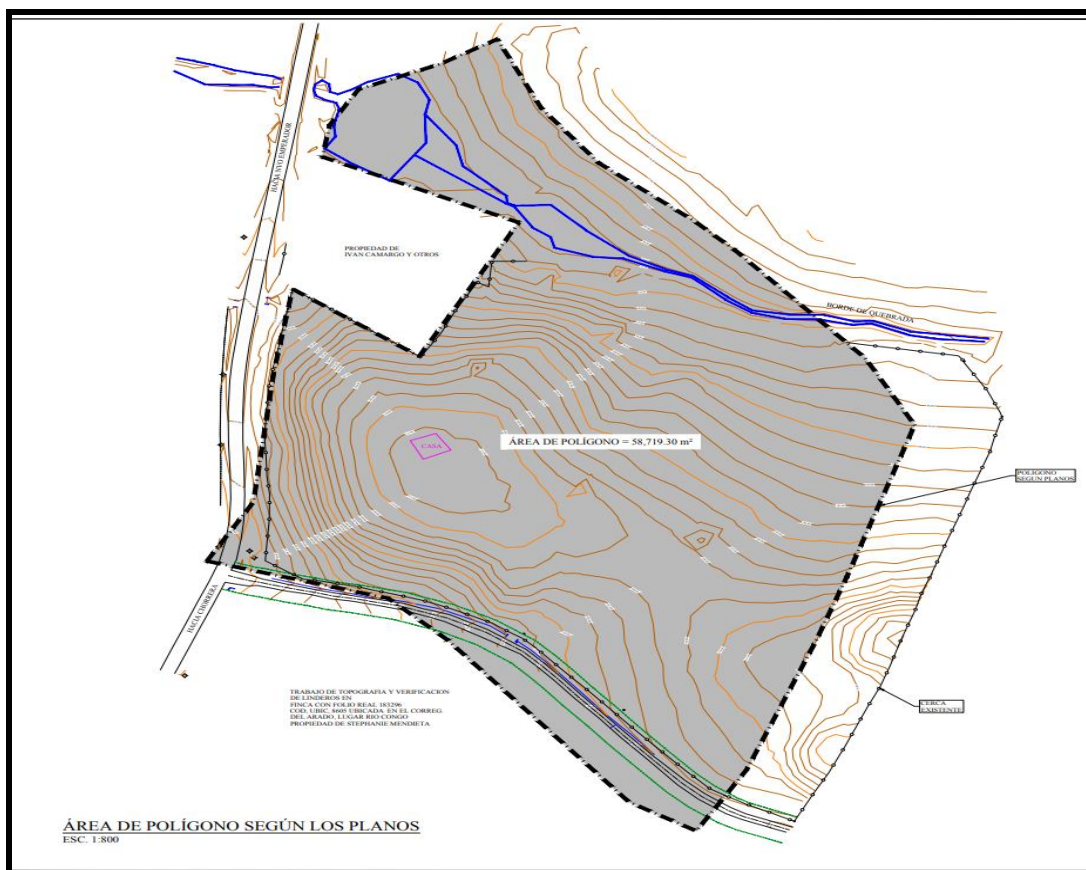 HACIA NVO EMPERADOR
PROPIEDAD DE
IVAN CAMARGO Y OTROS
BORDE DE QUEBRADA
CASA
ÁREA DE POLÍGONO = 58,719.30 m²
POLIGONO
SEGUN PLANOS
HACIA CHORRERA
TRABAJO DE TOPOGRAFIA Y VERIFICACION
DE LINDEROS EN
FINCA CON FOLIO REAL 183296
COD. UBIC. 8605 UBICADA EN EL CORREG.
DEL ARADO, LUGAR RIO CONGO
PROPIEDAD DE STEPHANIE MENDIETA
CERCA
EXISTENTE
ÁREA DE POLÍGONO SEGÚN LOS PLANOS
ESC. 1:800